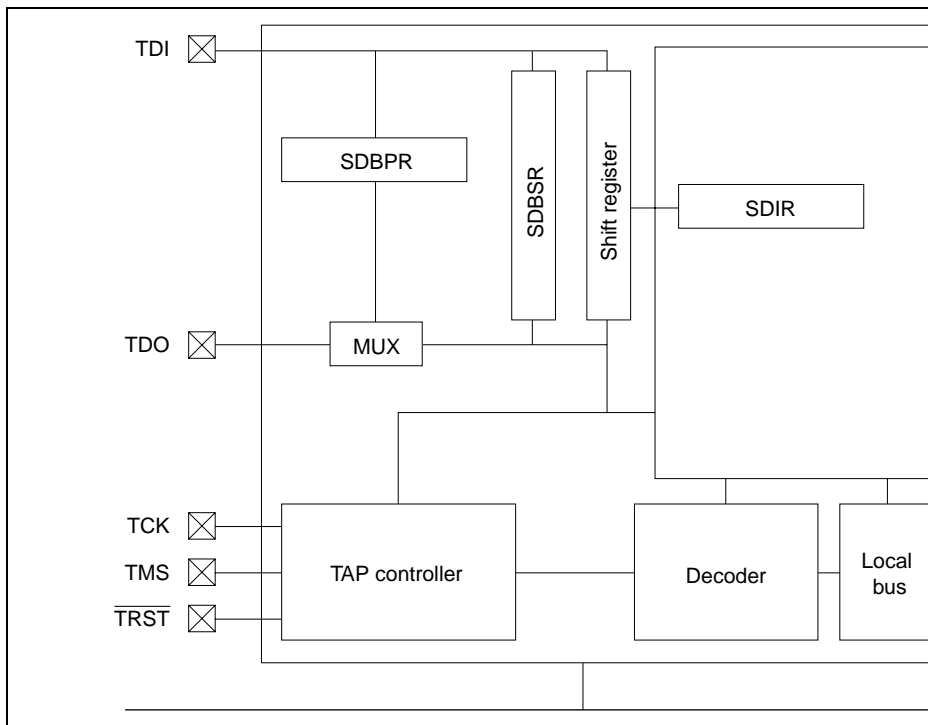 TDI
SDBPR
SDBSR
Shift register
SDIR
TDO
MUX
TCK
TMS
TRST
TAP controller
Decoder
Local
bus